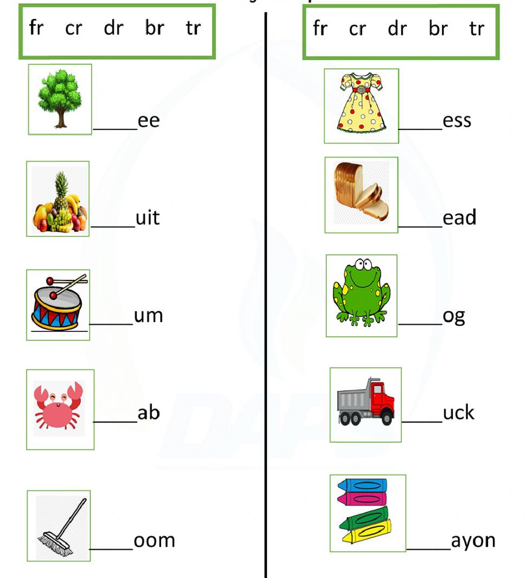 fr cr dr br tr
____ee
____uit
____um
____ab
____oom
fr cr dr br tr
____ess
____ead
____og
____uck
____ayon